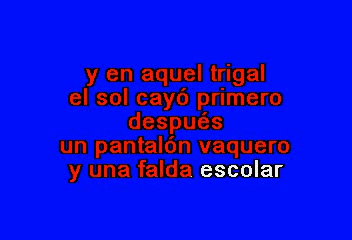 y en aquel trigal
el sol cayó primero
después
un pantalón vaquero
y una falda escolar